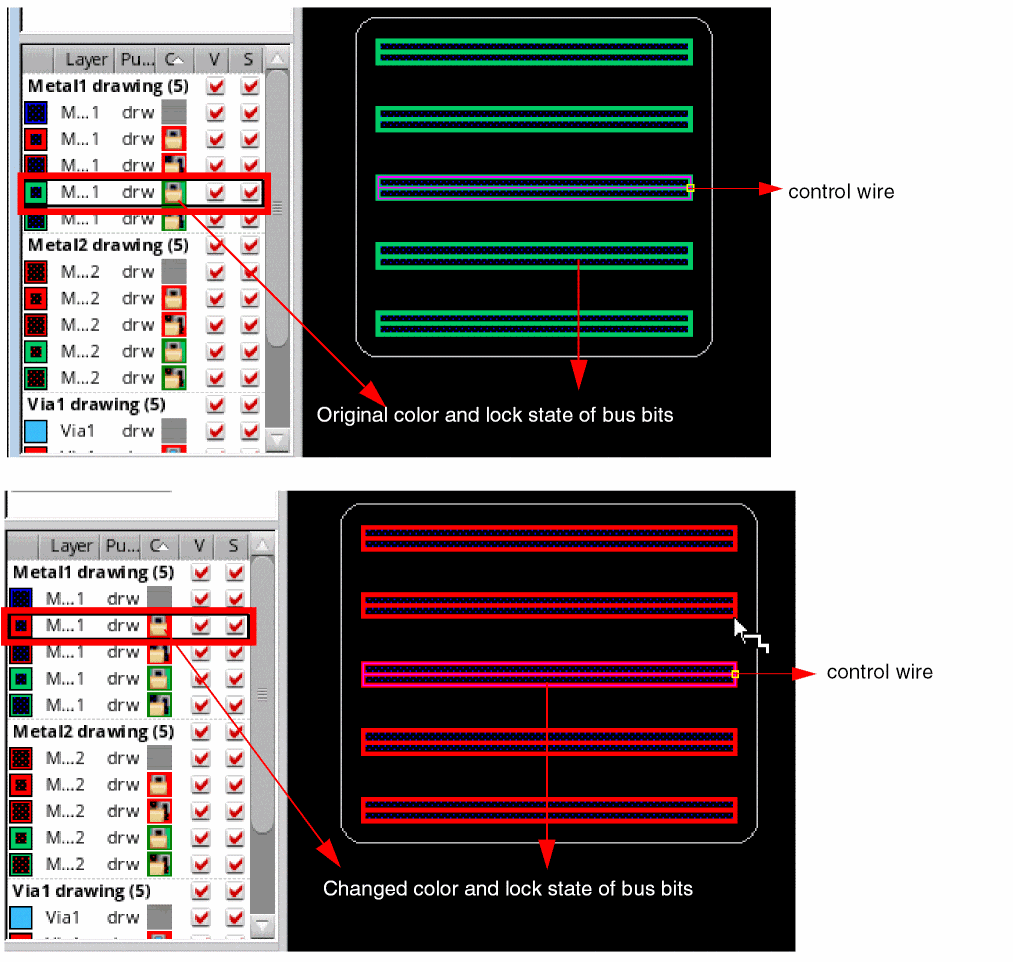 Layer Pu... C V S
Metal1 drawing (5)
M...1 drw
M...1 drw
M...1 drw
M...1 drw
control wire
M...1 drw
Metal2 drawing (5)
M...2 drw
M...2 drw
M...2 drw
M...2 drw
M...2 drw
Via1 drawing (5)
Original color and lock state of bus bits
Via1 drw
Layer Pu... C V S
Metal1 drawing (5)
M...1 drw
M...1 drw
M...1 drw
control wire
M...1 drw
M...1 drw
Metal2 drawing (5)
M...2 drw
M...2 drw
M...2 drw
M...2 drw
M...2 drw
Via1 drawing (5)
Changed color and lock state of bus bits
Via1 drw